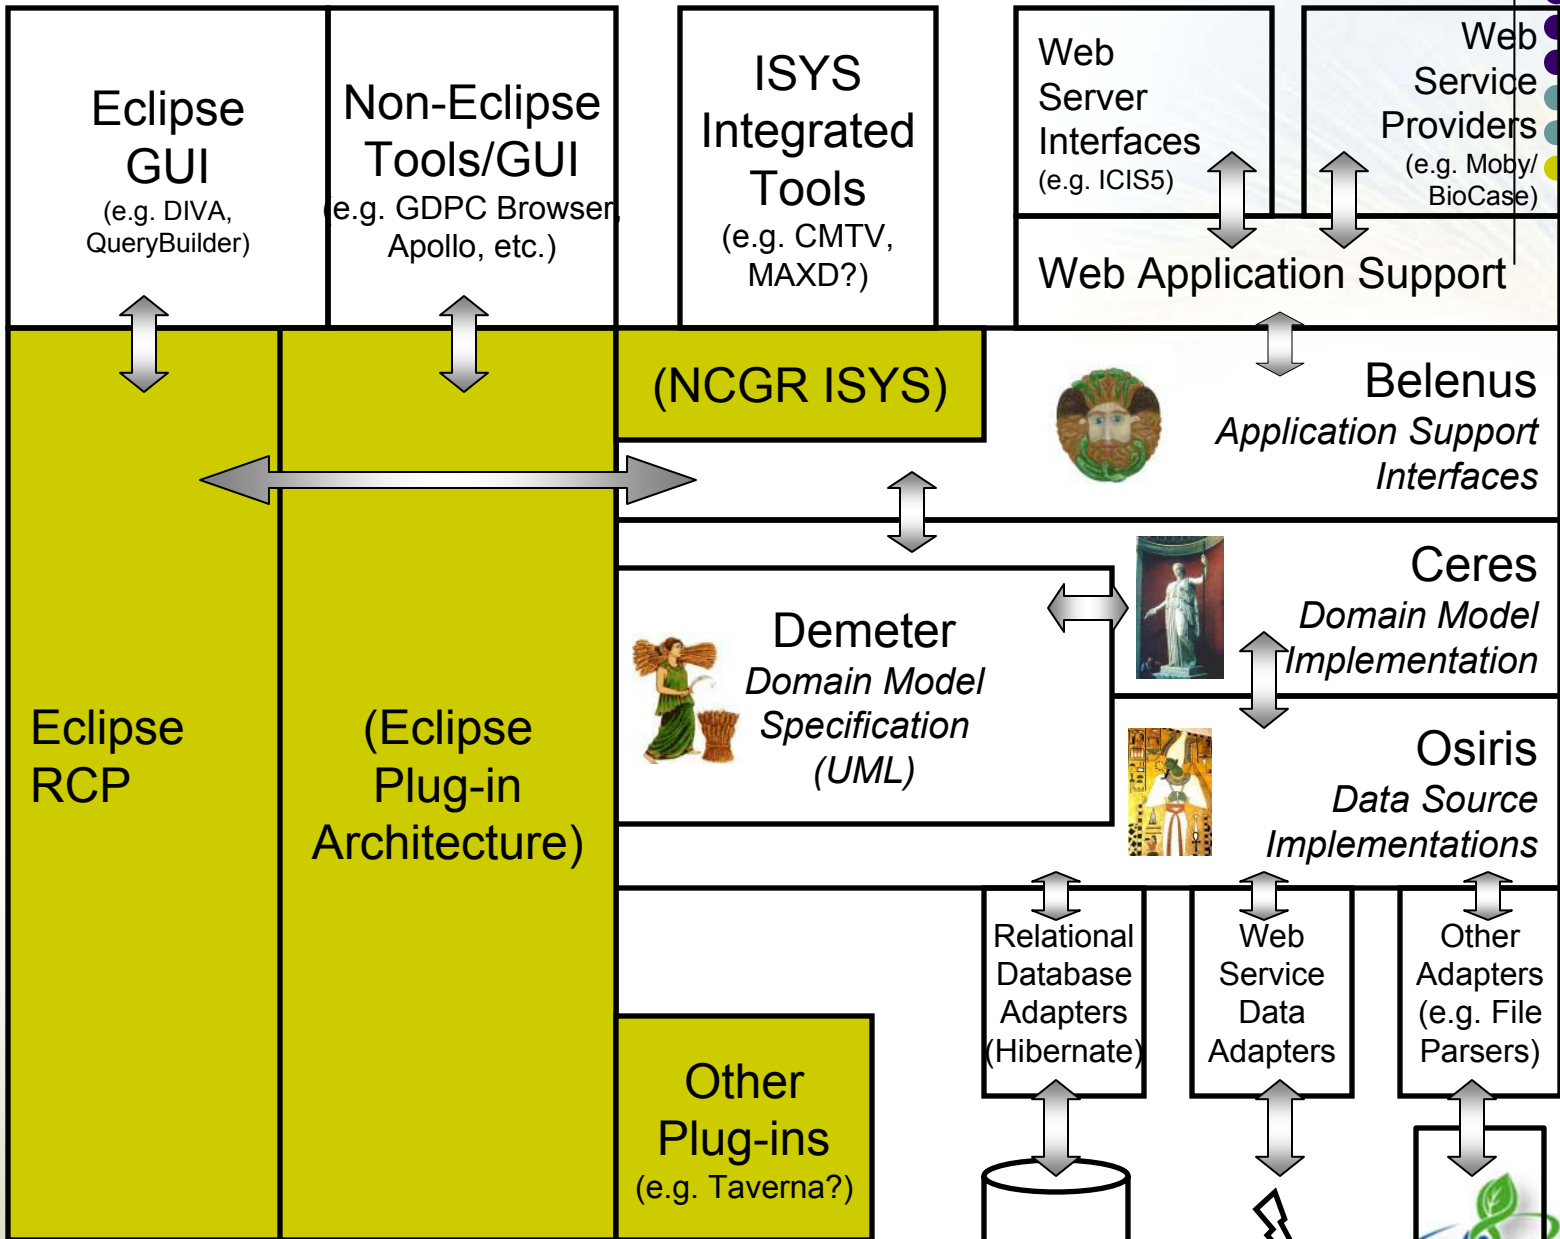 Eclipse
GUI
(e.g. DIVA,
QueryBuilder)
Non-Eclipse
Tools/GUI
(e.g. GDPC Browser,
Apollo, etc.)
ISYS
Integrated
Tools
(e.g. CMTV,
MAXD?)
Web
Server
Interfaces
(e.g. ICIS5)
Web
Service
Providers
(e.g. Moby/
BioCase)
Web Application Support
(NCGR ISYS)
Belenus
Application Support
Interfaces
Ceres
Domain Model
Implementation
Demeter
Domain Model
Specification
(UML)
Eclipse
RCP
(Eclipse
Plug-in
Architecture)
Osiris
Data Source
Implementations
Relational
Database
Adapters
(Hibernate)
Web
Service
Data
Adapters
Other
Adapters
(e.g. File
Parsers)
Other
Plug-ins
(e.g. Taverna?)